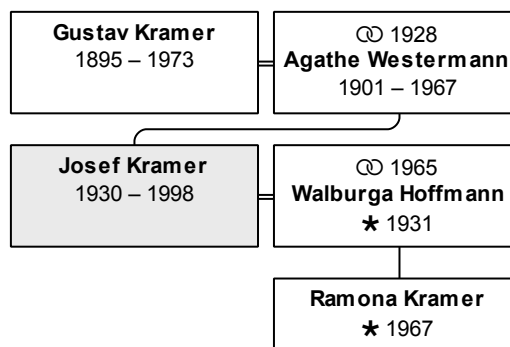 Gustav Kramer
1895 – 1973
⚭ 1928
Agathe Westermann
1901 – 1967
Josef Kramer
1930 – 1998
⚭ 1965
Walburga Hoffmann
* 1931
Ramona Kramer
* 1967